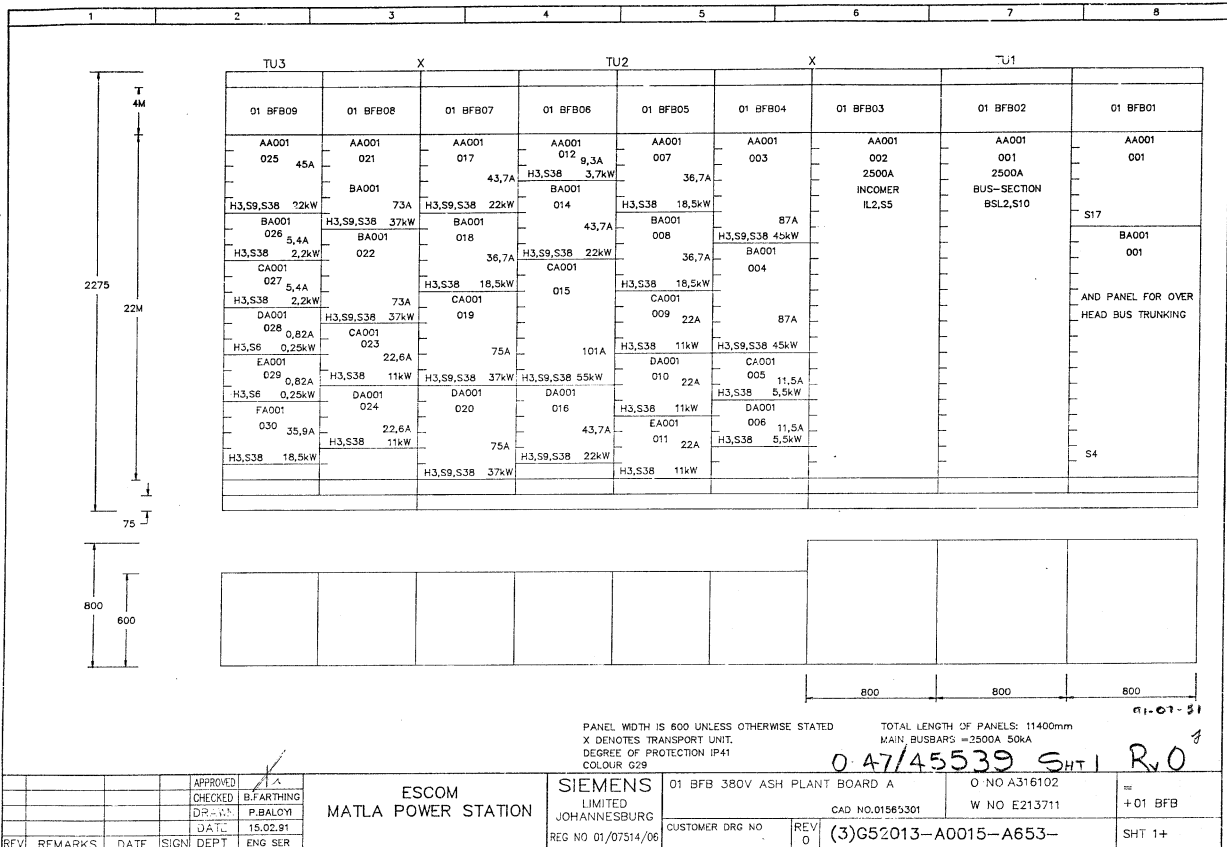 1 2 3 4 5 6 7 8
TU3 X TU2 X TU1
4M
2275
22M
75
01 BFB09
AA001
025
45A
H3,S9,S38 22kW
BA001
026
5,4A
H3,S38 2,2kW
CA001
027
5,4A
H3,S38 2,2kW
DA001
028
0,82A
H3,S6 0,25kW
EA001
029
0,82A
H3,S6 0,25kW
FA001
030
35,9A
H3,S38 18,5kW
01 BFB08
AA001
021
BA001
73A
H3,S9,S38 37kW
BA001
022
73A
H3,S9,S38 37kW
CA001
023
22,6A
H3,S38 11kW
DA001
024
22,6A
H3,S38 11kW
01 BFB07
AA001
017
43,7A
H3,S9,S38 22kW
BA001
018
36,7A
H3,S38 18,5kW
CA001
019
75A
H3,S9,S38 37kW
DA001
020
75A
H3,S9,S38 37kW
01 BFB06
AA001
012
9,3A
H3,S38 3,7kW
BA001
014
43,7A
H3,S9,S38 22kW
CA001
015
101A
H3,S9,S38 55kW
DA001
016
43,7A
H3,S9,S38 22kW
01 BFB05
AA001
007
36,7A
H3,S38 18,5kW
BA001
008
36,7A
H3,S38 18,5kW
CA001
009
22A
H3,S38 11kW
DA001
010
22A
H3,S38 11kW
EA001
011
22A
H3,S38 11kW
01 BFB04
AA001
003
87A
H3,S9,S38 45kW
BA001
004
87A
H3,S9,S38 45kW
CA001
005
11,5A
H3,S38 5,5kW
DA001
006
11,5A
H3,S38 5,5kW
01 BFB03
AA001
002
2500A
INCOMER
IL2,S5
01 BFB02
AA001
001
2500A
BUS-SECTION
BSL2,S10
01 BFB01
AA001
001
S17
BA001
001
AND PANEL FOR OVER
HEAD BUS TRUNKING
S4
800
600
800 800 800
PANEL WIDTH IS 600 UNLESS OTHERWISE STATED
X DENOTES TRANSPORT UNIT.
DEGREE OF PROTECTION IP41
COLOUR G29
TOTAL LENGTH OF PANELS: 11400mm
MAIN BUSBARS =2500A 50kA
0.47/45539 SHT 1 Rv 0
APPROVED
CHECKED B.FARTHING
DRAWN P.BALOYI
DATE 15.02.91
REV REMARKS DATE SIGN DEPT ENG SER
ESCOM
MATLA POWER STATION
SIEMENS
LIMITED
JOHANNESBURG
REG NO 01/07514/06
01 BFB 380V ASH PLANT BOARD A
CAD NO.01565301
O NO A316102
W NO E213711
CUSTOMER DRG NO
REV
0
(3)G52013-A0015-A653-
=
+01 BFB
SHT 1+